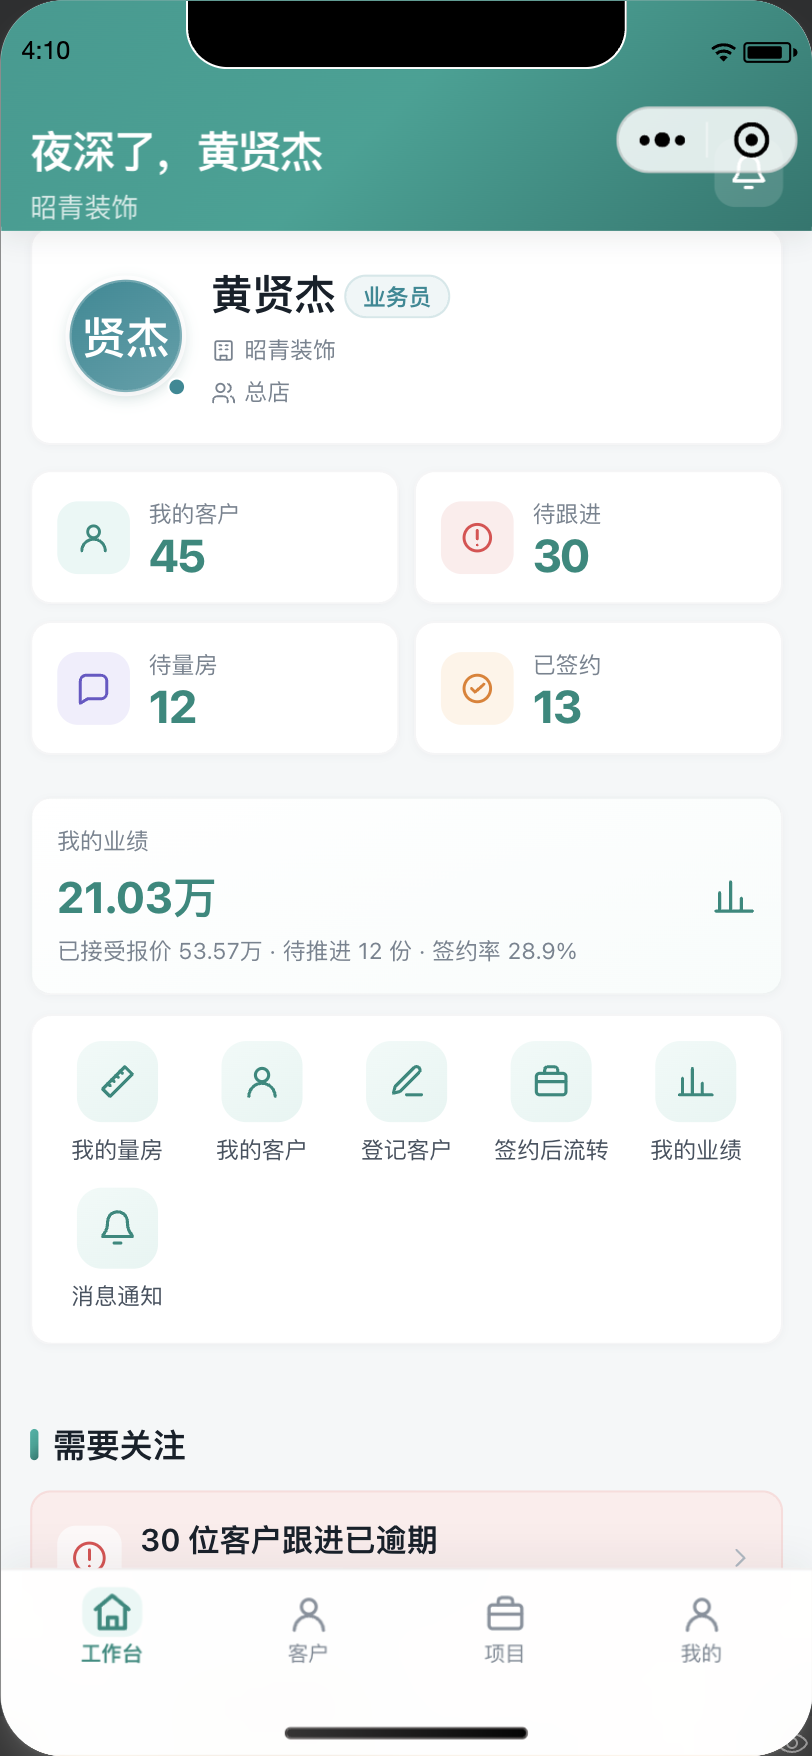 4:10
夜深了，黄贤杰
昭青装饰
贤杰
黄贤杰 业务员
昭青装饰
总店
我的客户
45
待跟进
30
待量房
12
已签约
13
我的业绩
21.03万
已接受报价 53.57万 · 待推进 12 份 · 签约率 28.9%
我的量房 我的客户 登记客户 签约后流转 我的业绩
消息通知
需要关注
30 位客户跟进已逾期
工作台 客户 项目 我的